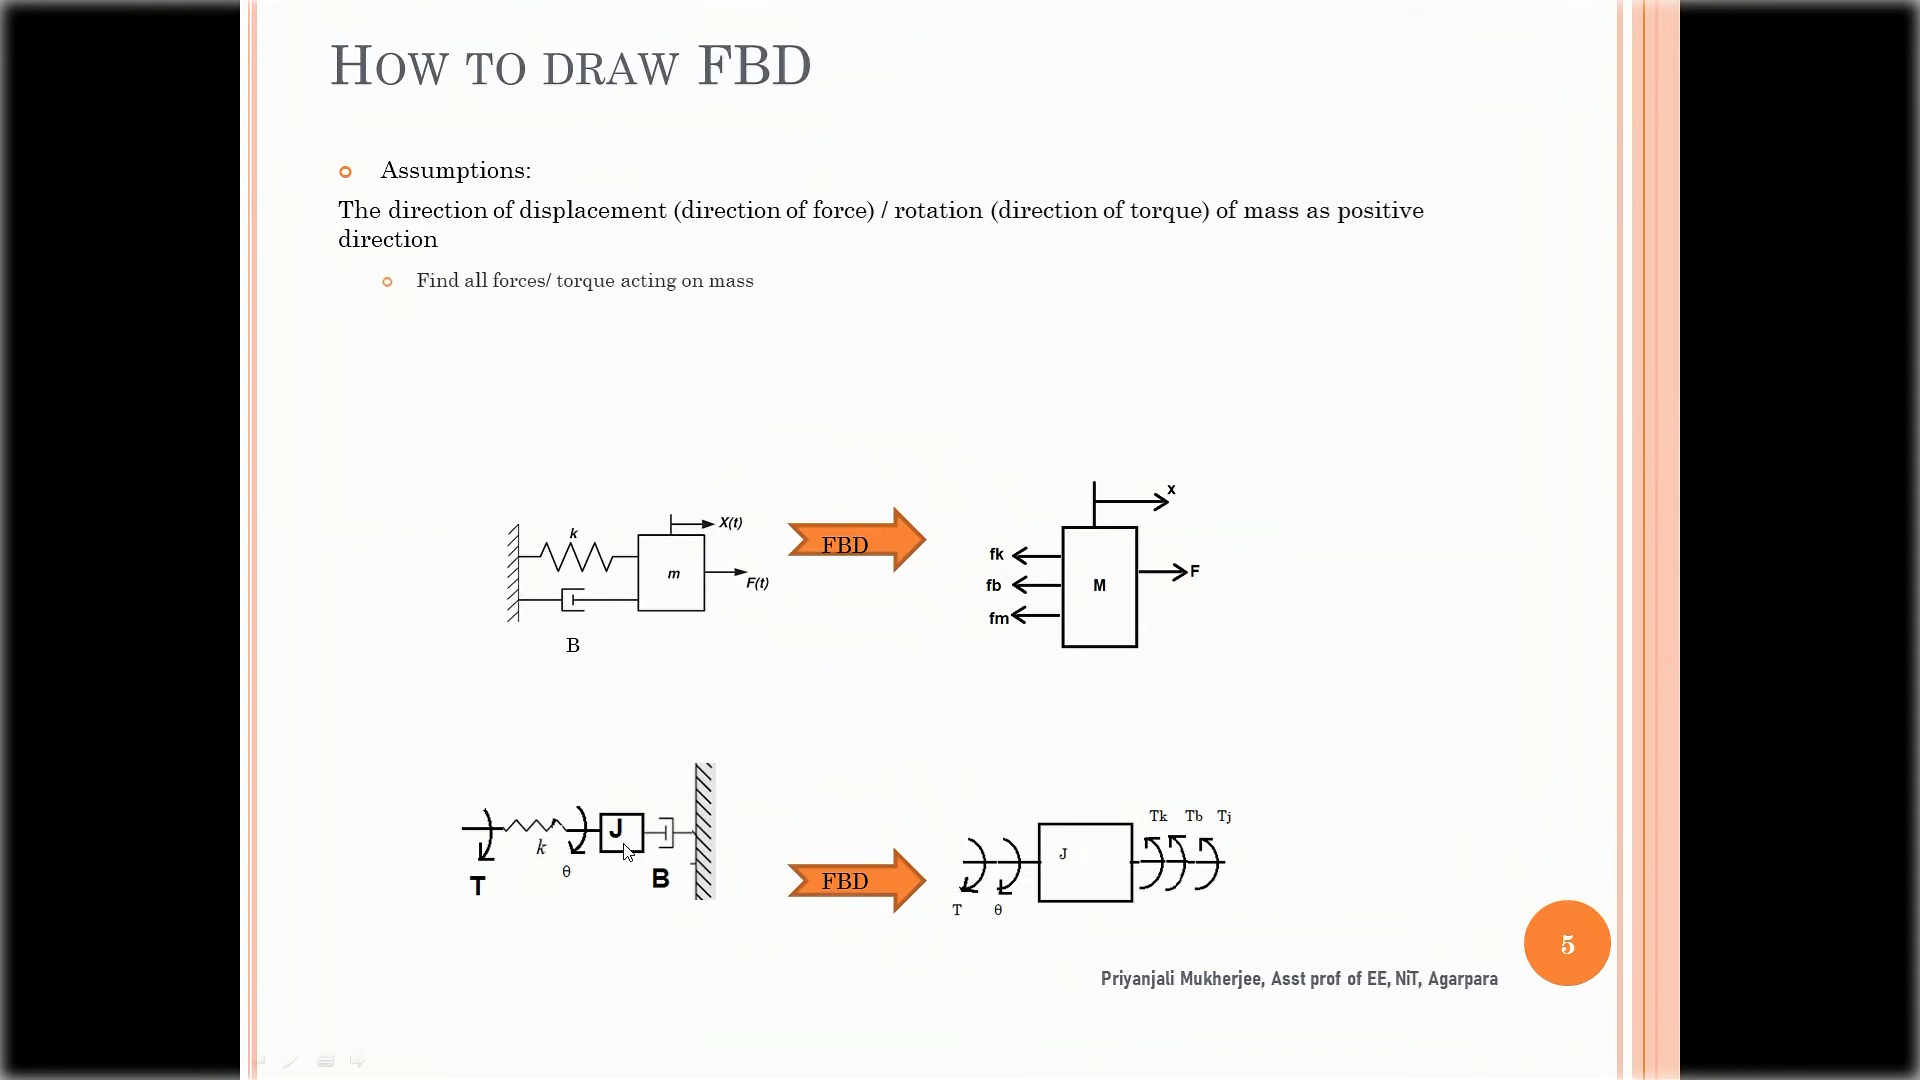 How to draw FBD
Assumptions:
The direction of displacement (direction of force) / rotation (direction of torque) of mass as positive
direction
Find all forces/ torque acting on mass
k
X(t)
m
F(t)
B
FBD
x
fk
fb
fm
M
F
T
k
θ
J
B
FBD
T
θ
J
Tk Tb Tj
5
Priyanjali Mukherjee, Asst prof of EE, NiT, Agarpara